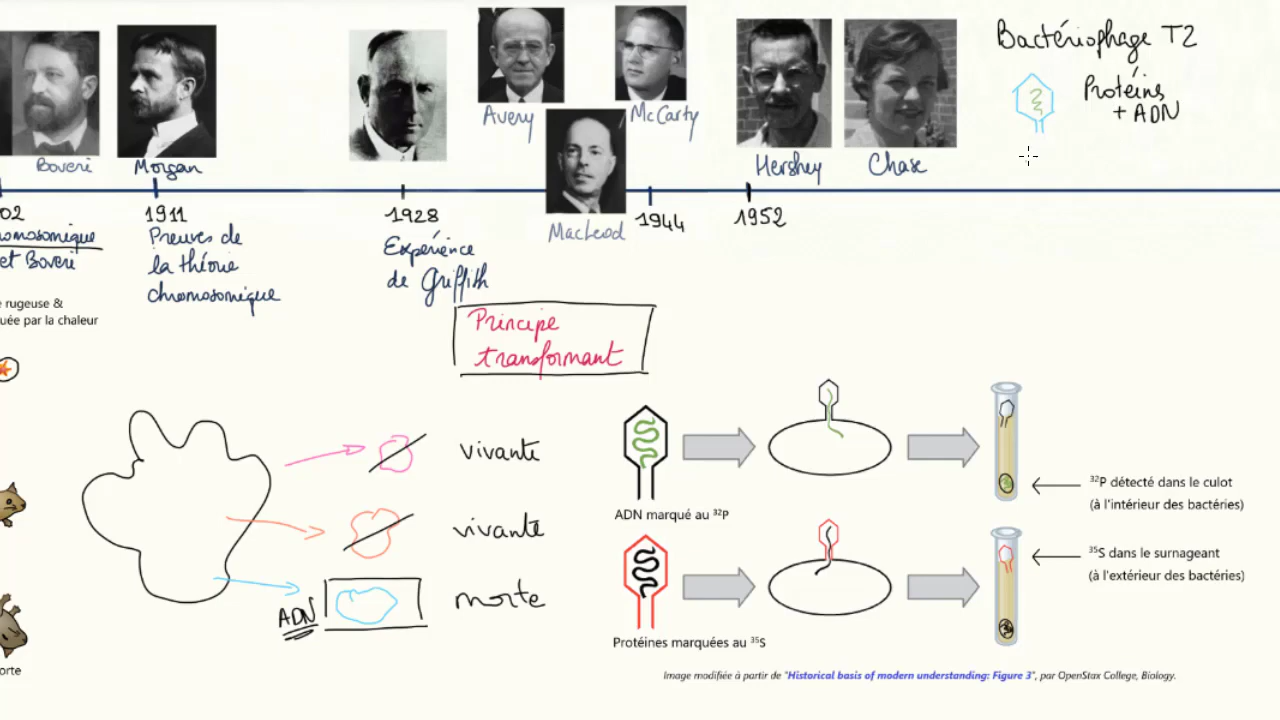 Boveri
Morgan
Avery
MacLeod
McCarty
Hershey
Chase
Bactériophage T2
Protéines
+ ADN
02
1911
1928
1944
1952
omosomique
et Boveri
Preuves de
la théorie
chromosomique
Expérience
de Griffith
e rugeuse &
uée par la chaleur
Principe
transformant
vivante
vivante
ADN
morte
orte
ADN marqué au ³²P
Protéines marquées au ³⁵S
³²P détecté dans le culot
(à l'intérieur des bactéries)
³⁵S dans le surnageant
(à l'extérieur des bactéries)
Image modifiée à partir de "Historical basis of modern understanding: Figure 3", par OpenStax College, Biology.